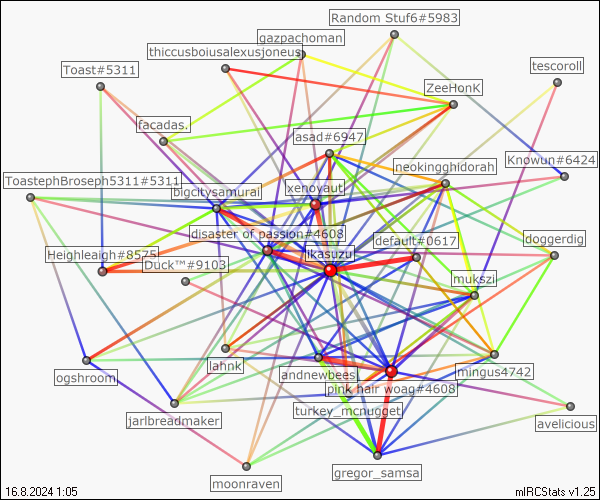 Random Stuf6#5983
gazpachoman
thiccusboiusalexusjoneus
Toast#5311
tescoroll
ZeeHonK
facadas.
asad#6947
neokingghidorah
Knowun#6424
ToastephBroseph5311#5311
bigcitysamurai
xenovaut
disaster of passion#4608
default#0617
doggerdig
ikasuzu
Heighleaigh#8575
Duck™#9103
mukszi
lahnk
ogshroom
andnewbees
mingus4742
pink hair woag#4608
turkey_mcnugget
jarlbreadmaker
avelicious
gregor_samsa
moonraven
16.8.2024 1:05
mIRCStats v1.25